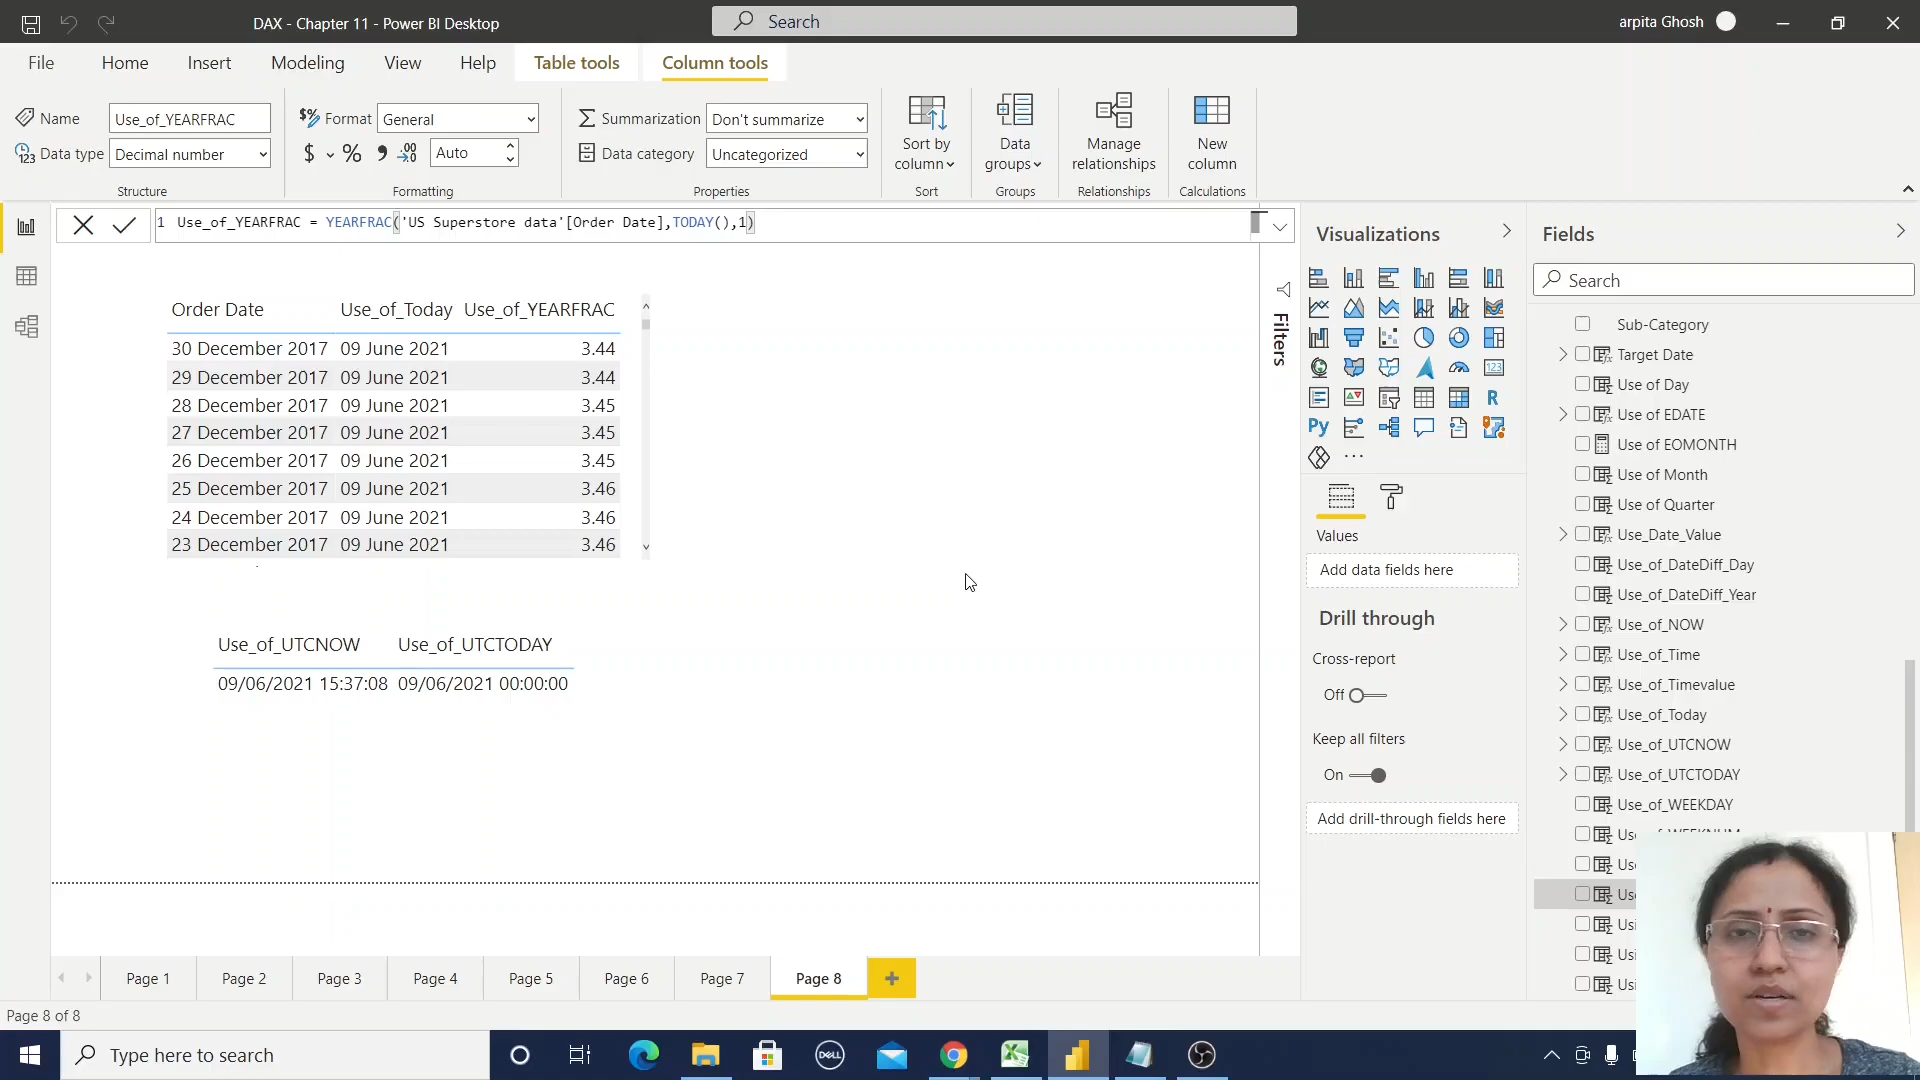 DAX - Chapter 11 - Power BI Desktop
Search
arpita Ghosh
File
Home
Insert
Modeling
View
Help
Table tools
Column tools
Name
Use_of_YEARFRAC
Data type
Decimal number
Structure
Format
General
$
%
Auto
Formatting
Summarization
Don't summarize
Data category
Uncategorized
Properties
Sort by
column
Sort
Data
groups
Groups
Manage
relationships
Relationships
New
column
Calculations
1 Use_of_YEARFRAC = YEARFRAC('US Superstore data'[Order Date],TODAY(),1)
Order Date Use_of_Today Use_of_YEARFRAC
30 December 2017 09 June 2021 3.44
29 December 2017 09 June 2021 3.44
28 December 2017 09 June 2021 3.45
27 December 2017 09 June 2021 3.45
26 December 2017 09 June 2021 3.45
25 December 2017 09 June 2021 3.46
24 December 2017 09 June 2021 3.46
23 December 2017 09 June 2021 3.46
Use_of_UTCNOW Use_of_UTCTODAY
09/06/2021 15:37:08 09/06/2021 00:00:00
Filters
Visualizations
R
Py
Values
Add data fields here
Drill through
Cross-report
Off
Keep all filters
On
Add drill-through fields here
Fields
Search
Sub-Category
Target Date
Use of Day
Use of EDATE
Use of EOMONTH
Use of Month
Use of Quarter
Use_Date_Value
Use_of_DateDiff_Day
Use_of_DateDiff_Year
Use_of_NOW
Use_of_Time
Use_of_Timevalue
Use_of_Today
Use_of_UTCNOW
Use_of_UTCTODAY
Use_of_WEEKDAY
Page 1
Page 2
Page 3
Page 4
Page 5
Page 6
Page 7
Page 8
Page 8 of 8
Type here to search
DELL